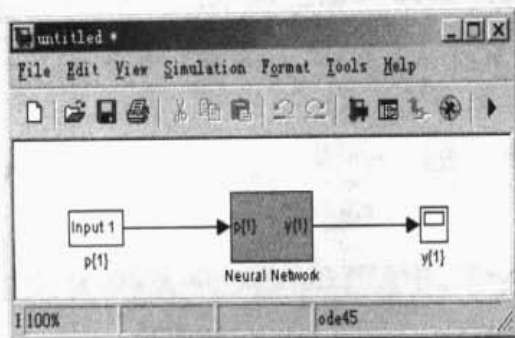 untitled *
File Edit View Simulation Format Tools Help
Input 1
p{1}
p{1} y{1}
Neural Network
y{1}
100%
ode45